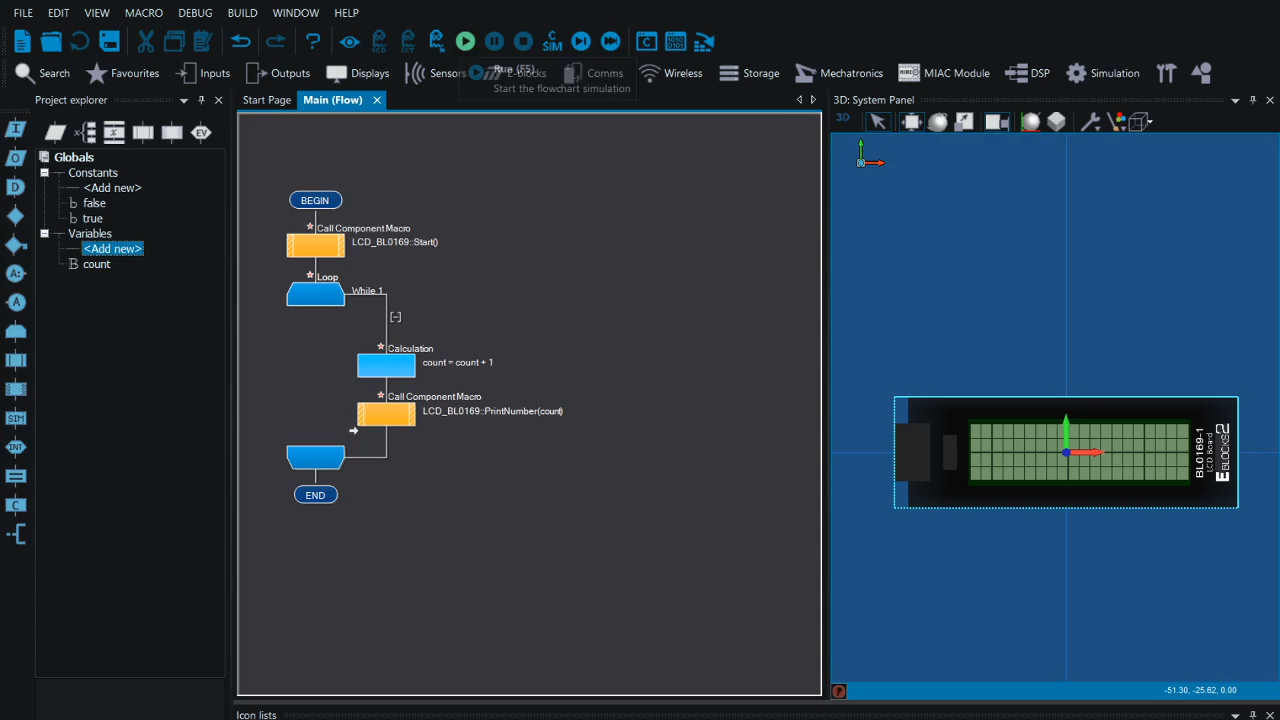 FILE EDIT VIEW MACRO DEBUG BUILD WINDOW HELP
C SIM
Search Favourites Inputs Outputs Displays Sensors E-blocks Comms Wireless Storage Mechatronics MIAC Module DSP Simulation
Run (F5)
Start the flowchart simulation
Project explorer
Start Page Main (Flow)
3D: System Panel
3D
EV
Globals
Constants
<Add new>
false
true
Variables
<Add new>
count
BEGIN
Call Component Macro
LCD_BL0169::Start()
Loop
While 1
[-]
Calculation
count = count + 1
Call Component Macro
LCD_BL0169::PrintNumber(count)
END
BL0169-1
LCD Board
E BLOCKS2
-51.30, -25.62, 0.00
Icon lists